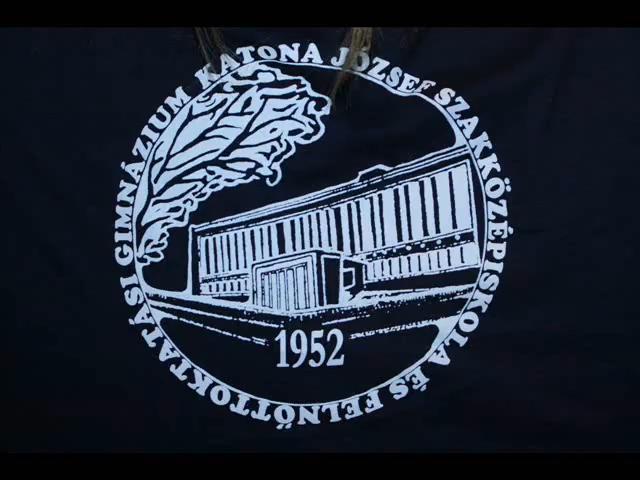 KATONA JÓZSEF SZAKKÖZÉPISKOLA ÉS FELNŐTTOKTATÁSI GIMNÁZIUM
1952